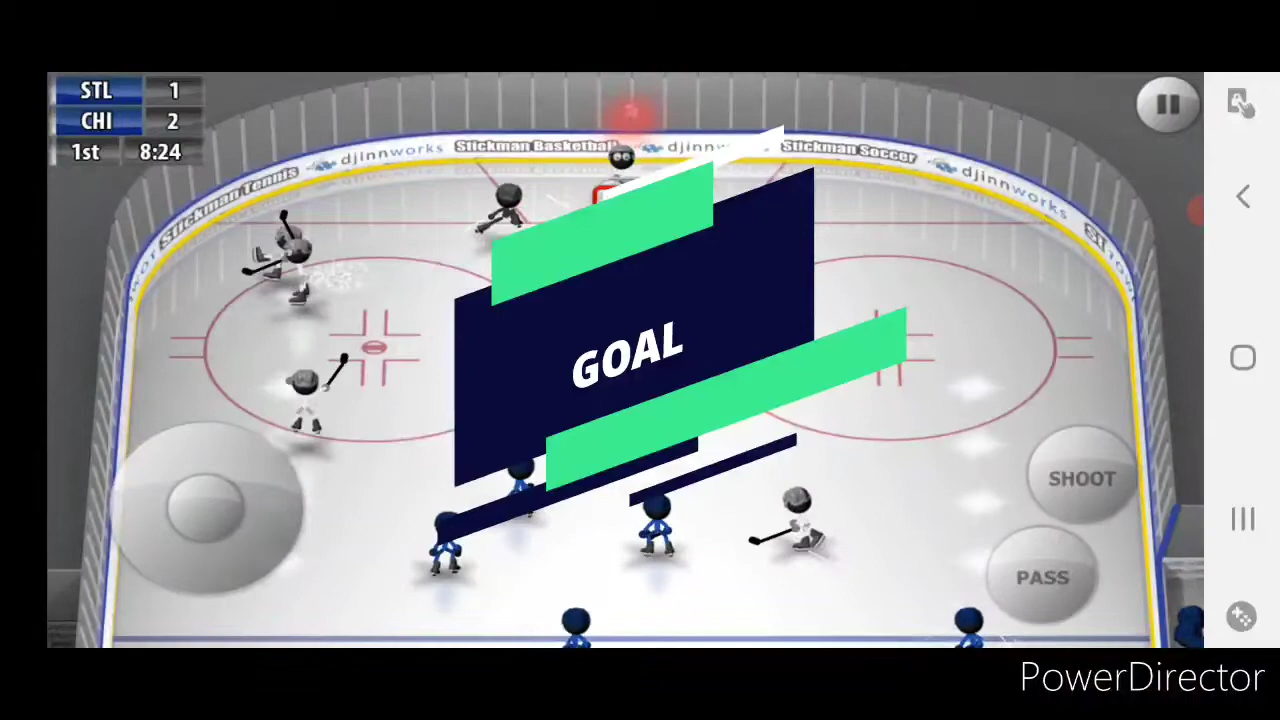 STL 1
CHI 2
1st 8:24
Stickman Tennis
djinnworks
Stickman Basketball
djinnworks
Stickman Soccer
djinnworks
GOAL
SHOOT
PASS
PowerDirector